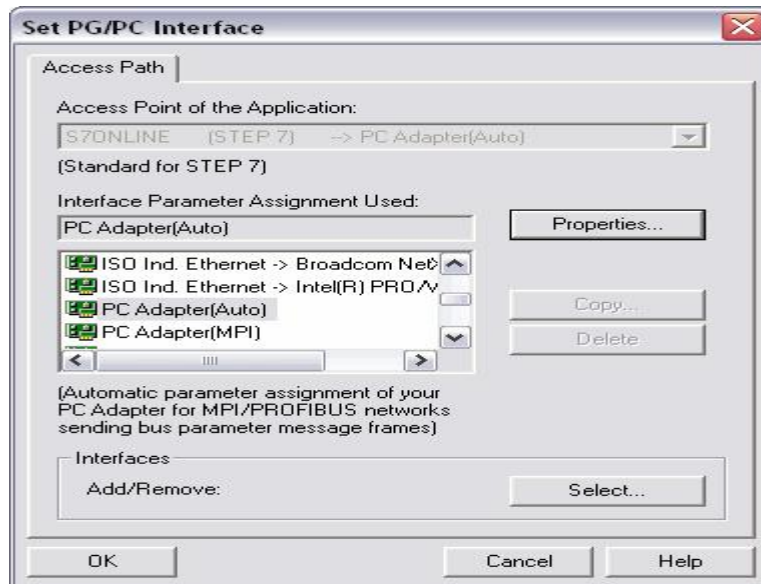 Set PG/PC Interface
Access Path
Access Point of the Application:
S7ONLINE (STEP 7) --> PC Adapter(Auto)
(Standard for STEP 7)
Interface Parameter Assignment Used:
PC Adapter(Auto)
Properties...
ISO Ind. Ethernet -> Broadcom Net
ISO Ind. Ethernet -> Intel(R) PRO/
PC Adapter(Auto)
PC Adapter(MPI)
Copy...
Delete
(Automatic parameter assignment of your
PC Adapter for MPI/PROFIBUS networks
sending bus parameter message frames)
Interfaces
Add/Remove:
Select...
OK
Cancel
Help